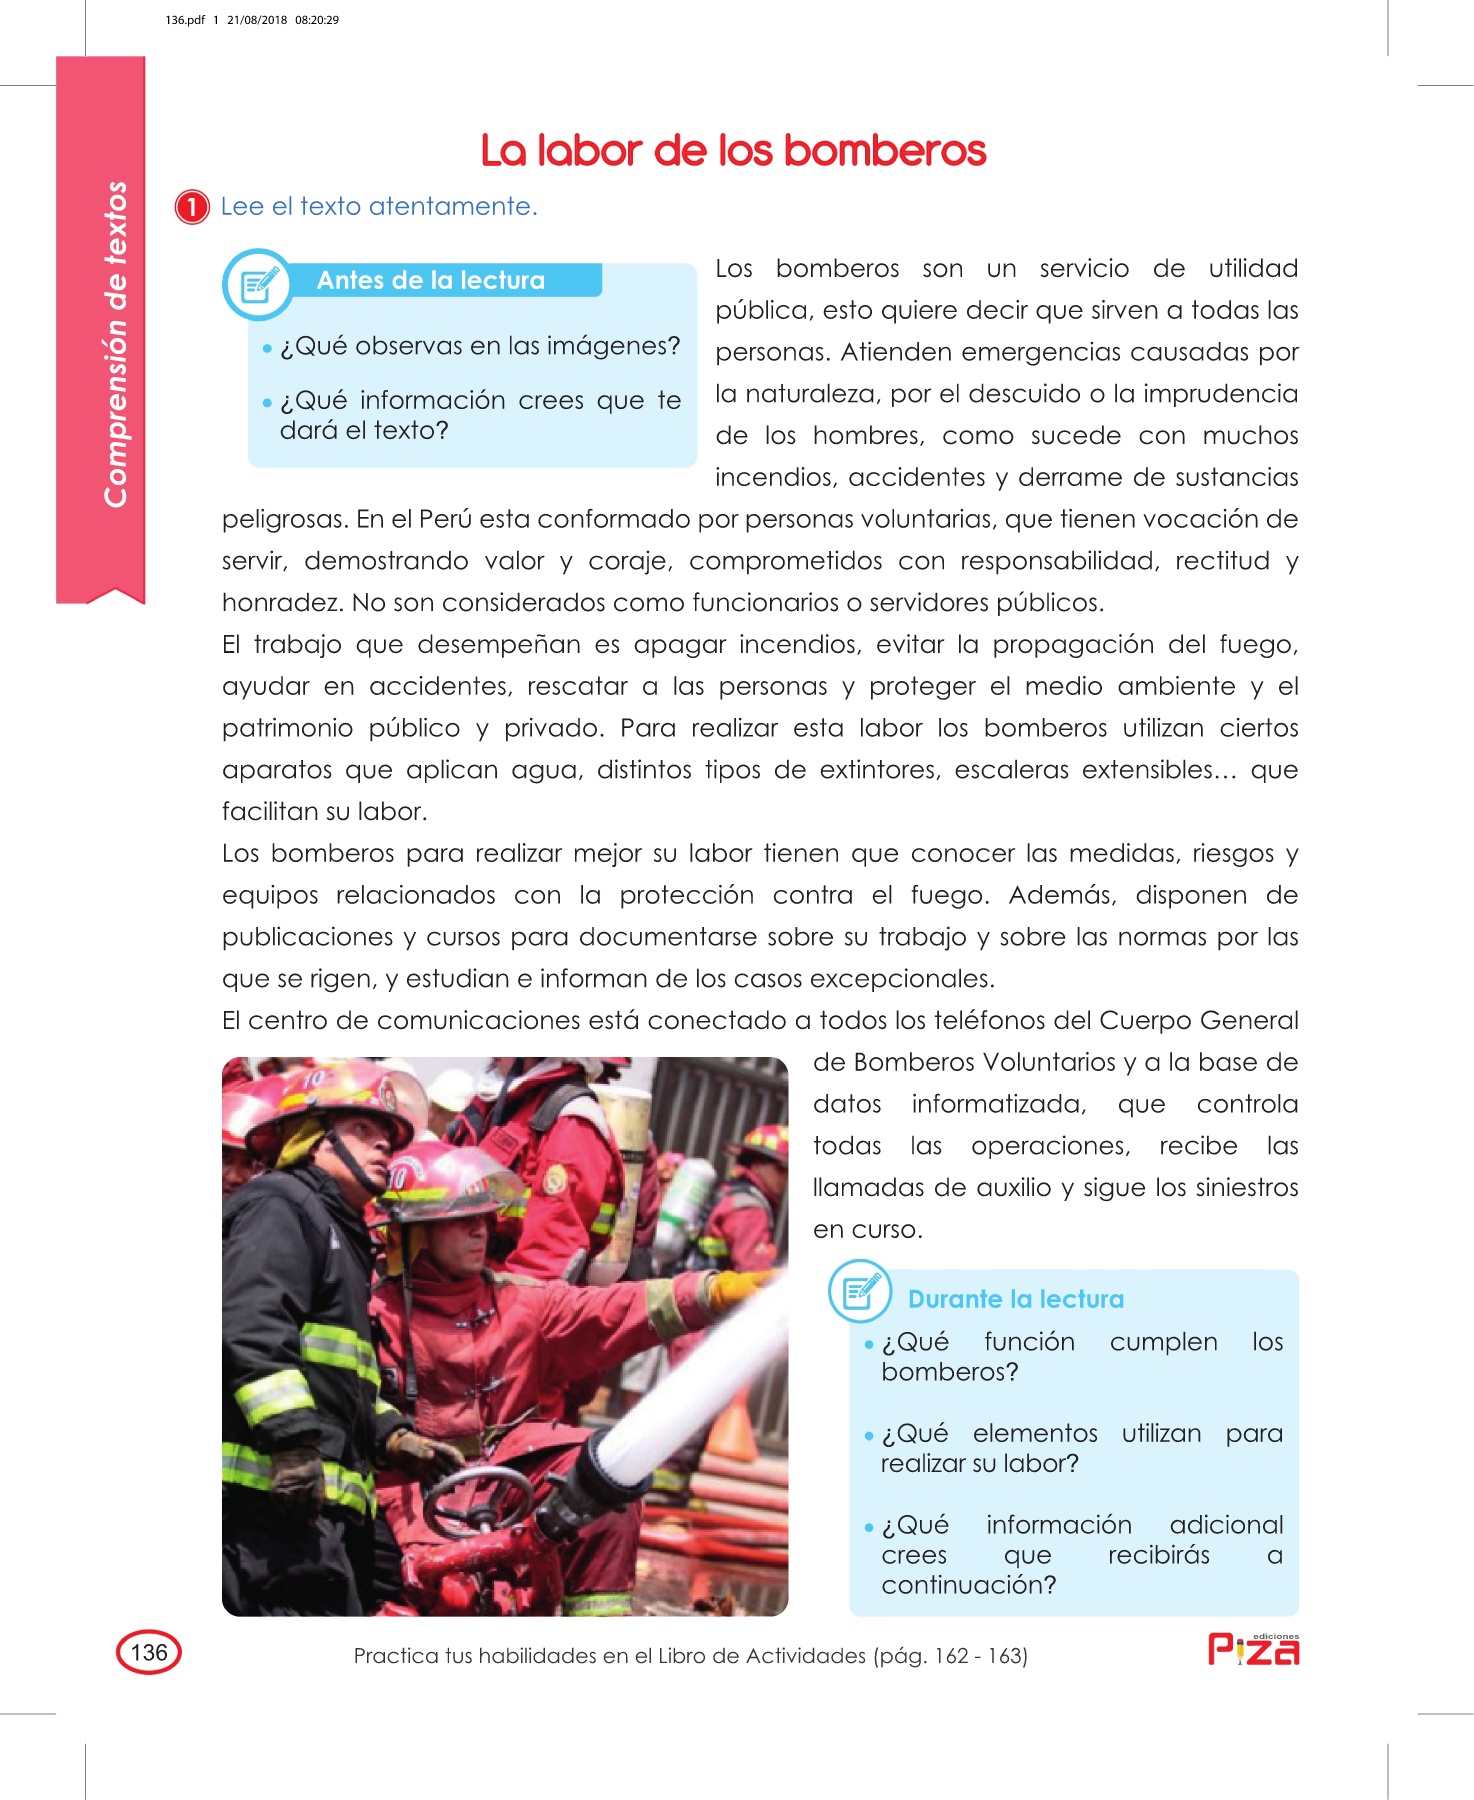 136.pdf 1 21/08/2018 08:20:29
Comprensión de textos
La labor de los bomberos
1 Lee el texto atentamente.
Antes de la lectura
• ¿Qué observas en las imágenes?
• ¿Qué información crees que te
dará el texto?
Los bomberos son un servicio de utilidad
pública, esto quiere decir que sirven a todas las
personas. Atienden emergencias causadas por
la naturaleza, por el descuido o la imprudencia
de los hombres, como sucede con muchos
incendios, accidentes y derrame de sustancias
peligrosas. En el Perú esta conformado por personas voluntarias, que tienen vocación de
servir, demostrando valor y coraje, comprometidos con responsabilidad, rectitud y
honradez. No son considerados como funcionarios o servidores públicos.
El trabajo que desempeñan es apagar incendios, evitar la propagación del fuego,
ayudar en accidentes, rescatar a las personas y proteger el medio ambiente y el
patrimonio público y privado. Para realizar esta labor los bomberos utilizan ciertos
aparatos que aplican agua, distintos tipos de extintores, escaleras extensibles... que
facilitan su labor.
Los bomberos para realizar mejor su labor tienen que conocer las medidas, riesgos y
equipos relacionados con la protección contra el fuego. Además, disponen de
publicaciones y cursos para documentarse sobre su trabajo y sobre las normas por las
que se rigen, y estudian e informan de los casos excepcionales.
El centro de comunicaciones está conectado a todos los teléfonos del Cuerpo General
de Bomberos Voluntarios y a la base de
datos informatizada, que controla
todas las operaciones, recibe las
llamadas de auxilio y sigue los siniestros
en curso.
10
10
Durante la lectura
• ¿Qué función cumplen los
bomberos?
• ¿Qué elementos utilizan para
realizar su labor?
• ¿Qué información adicional
crees que recibirás a
continuación?
136
Practica tus habilidades en el Libro de Actividades (pág. 162 - 163)
ediciones
Piza